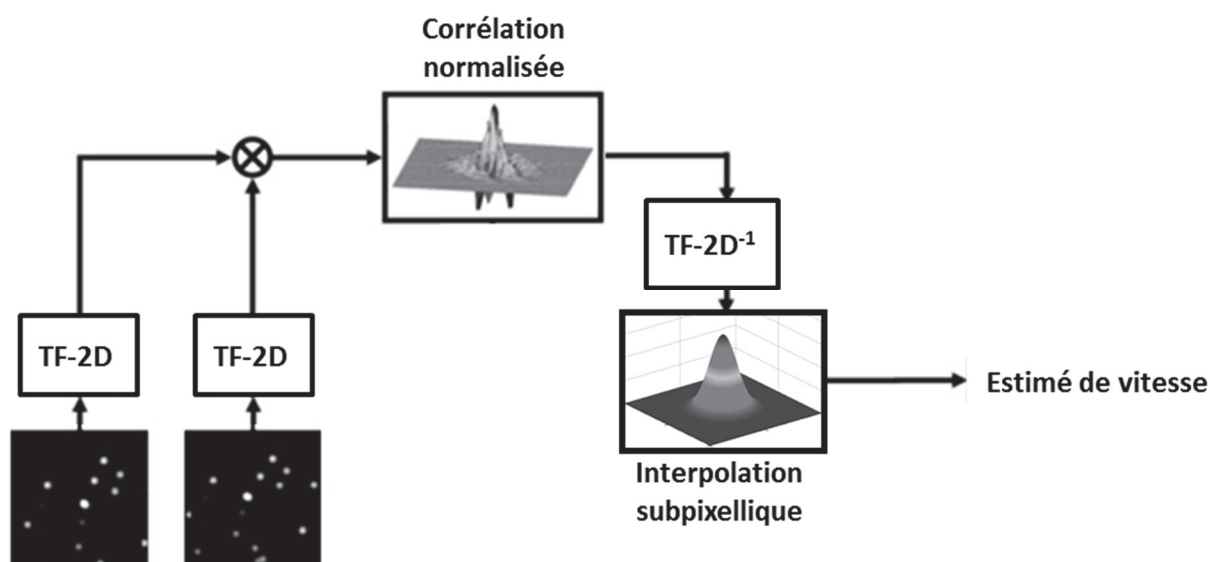 Corrélation
normalisée
TF-2D⁻¹
TF-2D
TF-2D
Estimé de vitesse
Interpolation
subpixellique